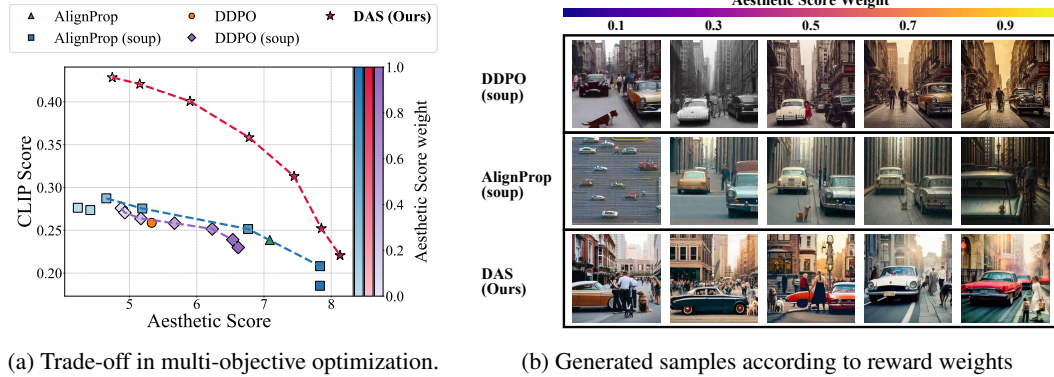 AlignProp
DDPO
DAS (Ours)
AlignProp (soup)
DDPO (soup)
CLIP Score
0.40
0.35
0.30
0.25
0.20
5
6
7
8
Aesthetic Score
1.0
0.8
0.6
0.4
0.2
0.0
Aesthetic Score weight
(a) Trade-off in multi-objective optimization.
Aesthetic Score Weight
0.1
0.3
0.5
0.7
0.9
DDPO
(soup)
AlignProp
(soup)
DAS
(Ours)
(b) Generated samples according to reward weights